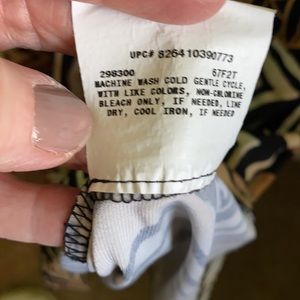 UPC# 826410390773
298300 67F2T
MACHINE WASH COLD GENTLE CYCLE,
WITH LIKE COLORS, NON-CHLORINE
BLEACH ONLY, IF NEEDED, LINE
DRY, COOL IRON, IF NEEDED